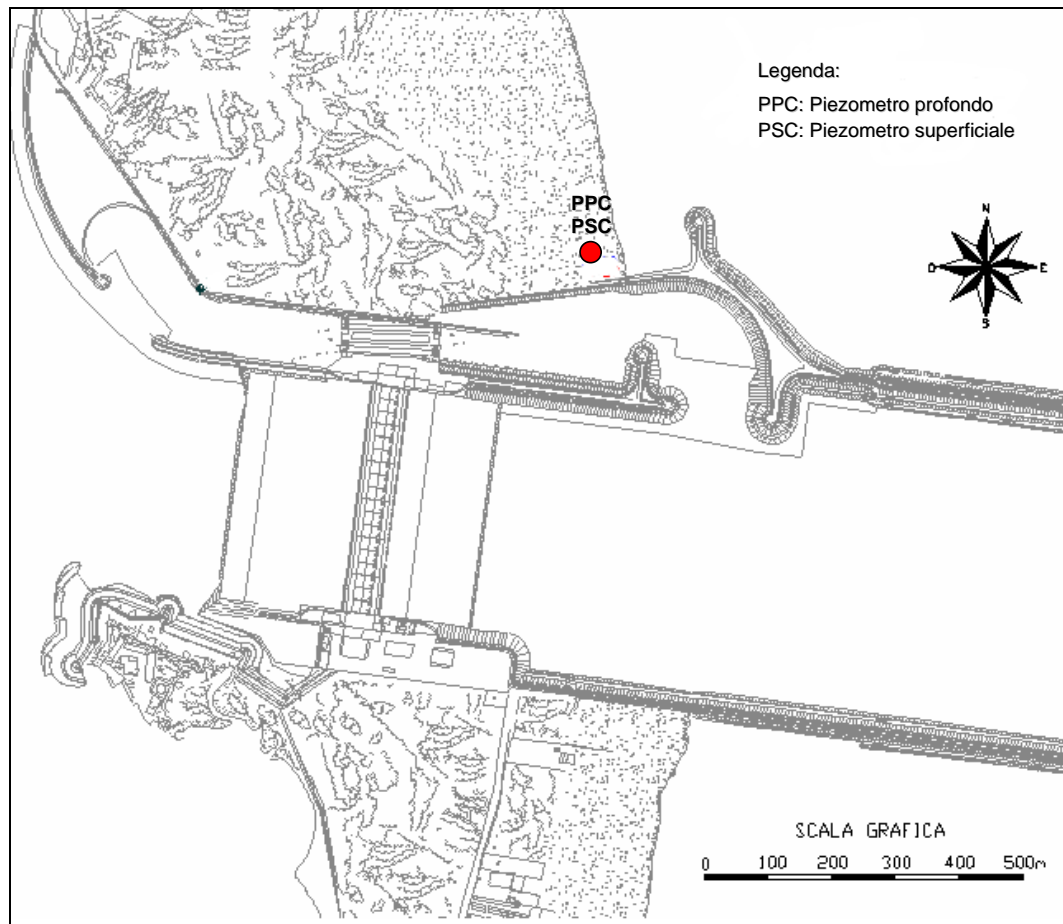 Legenda:
PPC: Piezometro profondo
PSC: Piezometro superficiale
PPC
PSC
N
O E
S
SCALA GRAFICA
0 100 200 300 400 500m